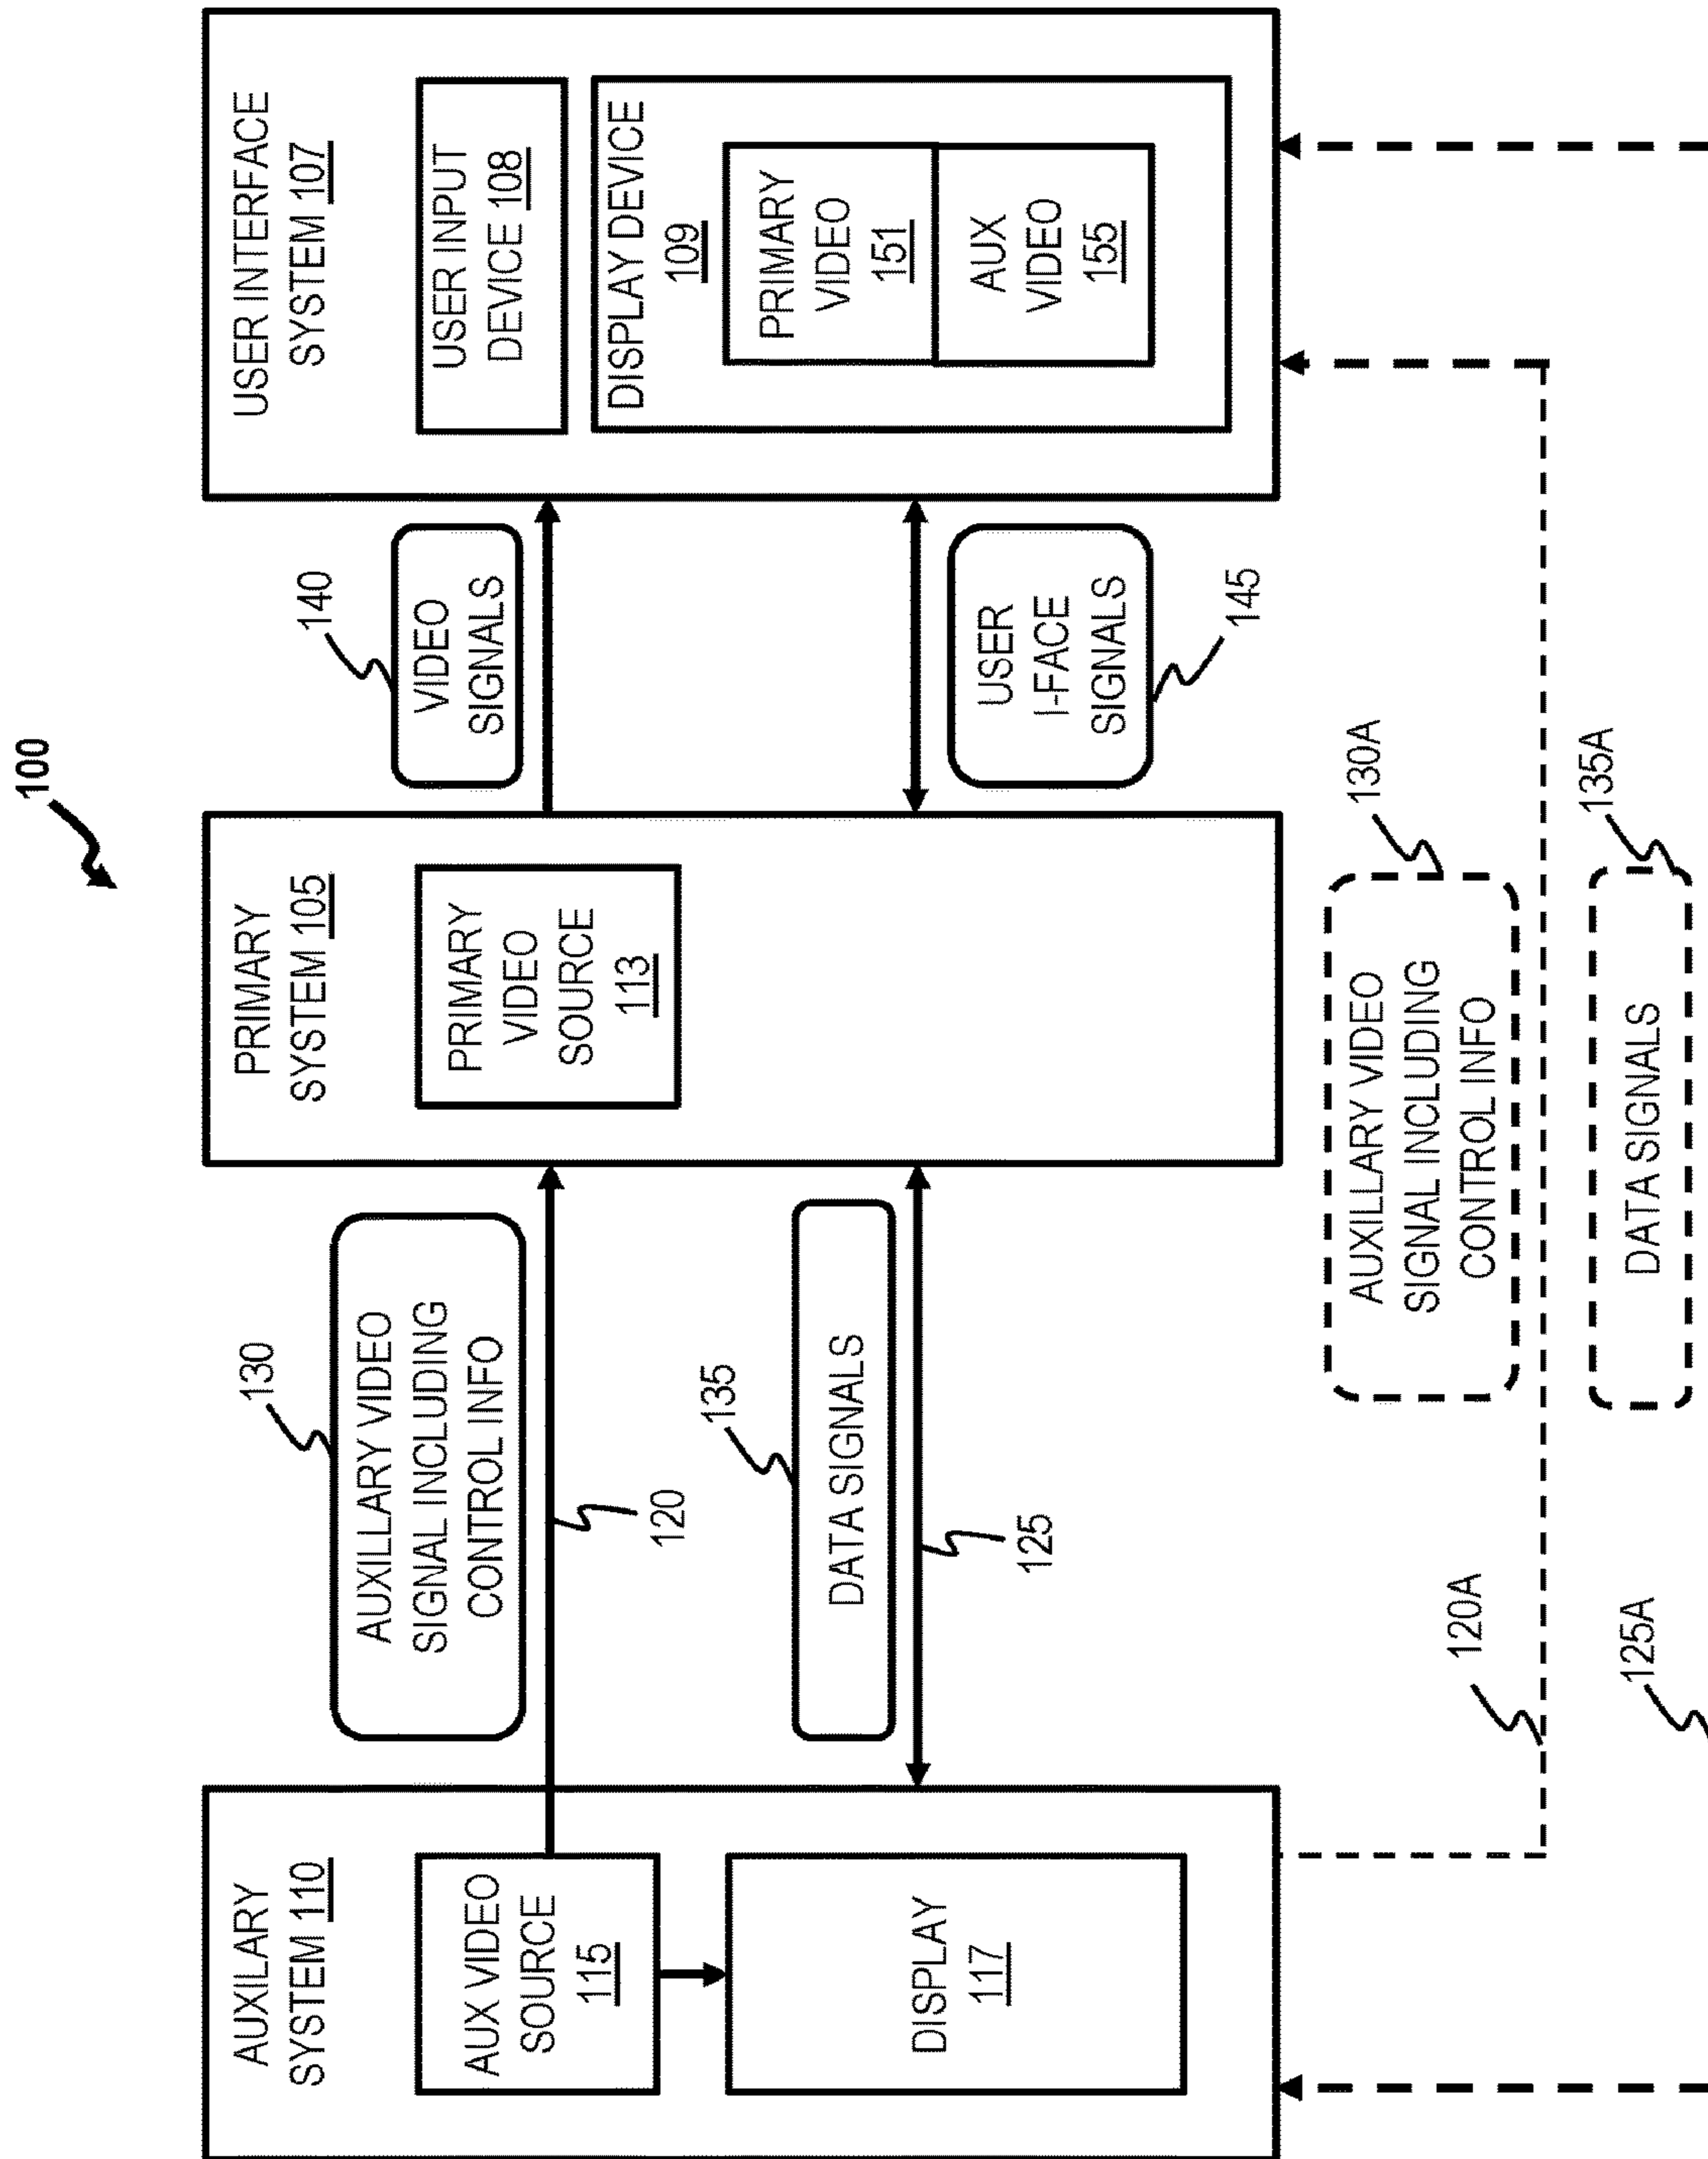 100
AUXILARY
SYSTEM 110
AUX VIDEO
SOURCE
115
DISPLAY
117
130
AUXILLARY VIDEO
SIGNAL INCLUDING
CONTROL INFO
120
135
DATA SIGNALS
125
PRIMARY
SYSTEM 105
PRIMARY
VIDEO
SOURCE
113
140
VIDEO
SIGNALS
USER
I-FACE
SIGNALS
145
USER INTERFACE
SYSTEM 107
USER INPUT
DEVICE 108
DISPLAY DEVICE
109
PRIMARY
VIDEO
151
AUX
VIDEO
155
120A
AUXILLARY VIDEO
SIGNAL INCLUDING
CONTROL INFO
130A
125A
DATA SIGNALS
135A